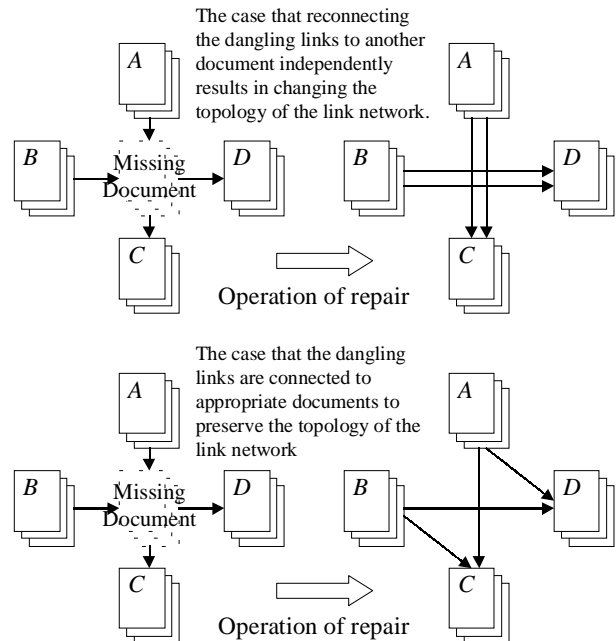 The case that reconnecting
the dangling links to another
document independently
results in changing the
topology of the link network.
A
A
B
Missing
Document
D
B
D
C
C
Operation of repair
The case that the dangling
links are connected to
appropriate documents to
preserve the topology of the
link network
A
A
B
Missing
Document
D
B
D
C
C
Operation of repair